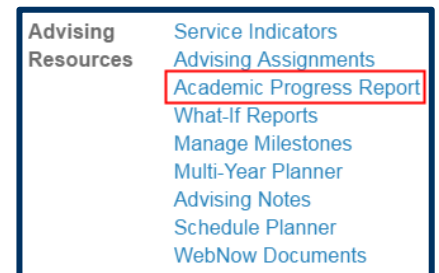 Advising Service Indicators
Resources Advising Assignments
Academic Progress Report
What-If Reports
Manage Milestones
Multi-Year Planner
Advising Notes
Schedule Planner
WebNow Documents